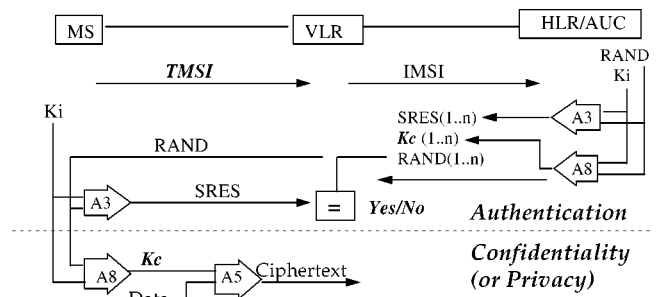 MS
VLR
HLR/AUC
RAND
Ki
TMSI
IMSI
Ki
SRES(1..n)
A3
Kc (1..n)
RAND
RAND(1..n)
A8
A3
SRES
=
Yes/No
Authentication
Confidentiality
(or Privacy)
A8
Kc
A5
Ciphertext
Data